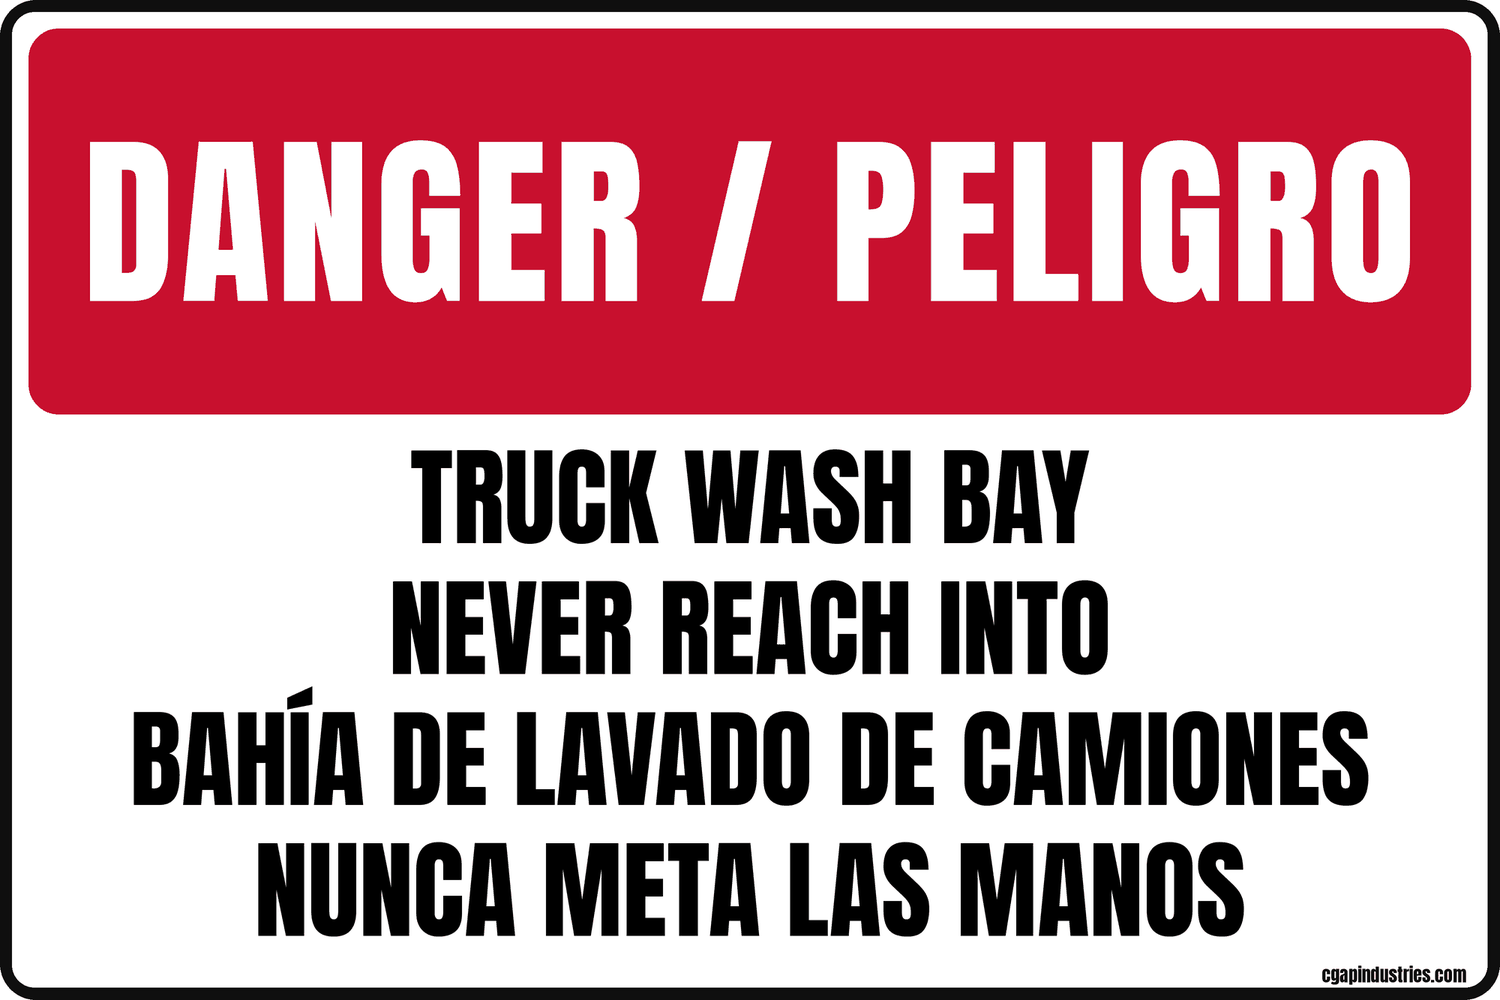 DANGER / PELIGRO
TRUCK WASH BAY
NEVER REACH INTO
BAHÍA DE LAVADO DE CAMIONES
NUNCA META LAS MANOS
cgapindustries.com